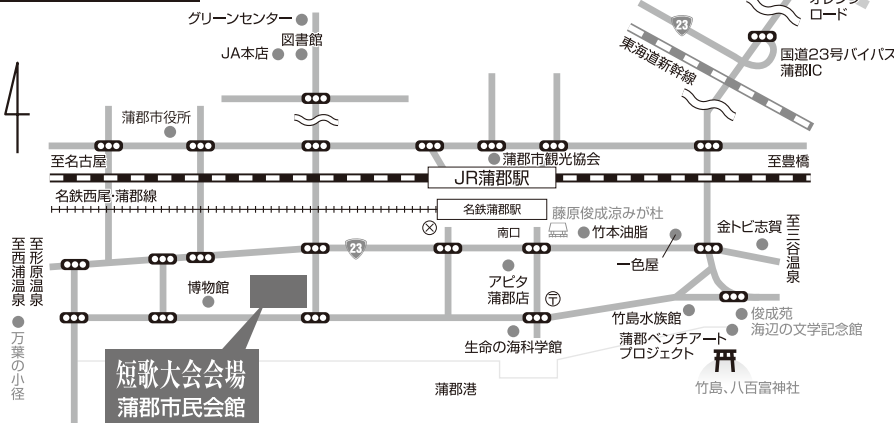 グリーンセンター
図書館
JA本店
オレンジ
ロード
23
東海道新幹線
国道23号バイパス
蒲郡IC
蒲郡市役所
至名古屋
蒲郡市観光協会
至豊橋
JR蒲郡駅
名鉄西尾・蒲郡線
名鉄蒲郡駅
藤原俊成涼みが杜
南口
竹本油脂
金トビ志賀
至三谷温泉
23
一色屋
至形原温泉
至西浦温泉
万葉の小径
博物館
アピタ
蒲郡店
〒
竹島水族館
俊成苑
海辺の文学記念館
生命の海科学館
蒲郡ベンチアート
プロジェクト
短歌大会会場
蒲郡市民会館
蒲郡港
竹島、八百富神社